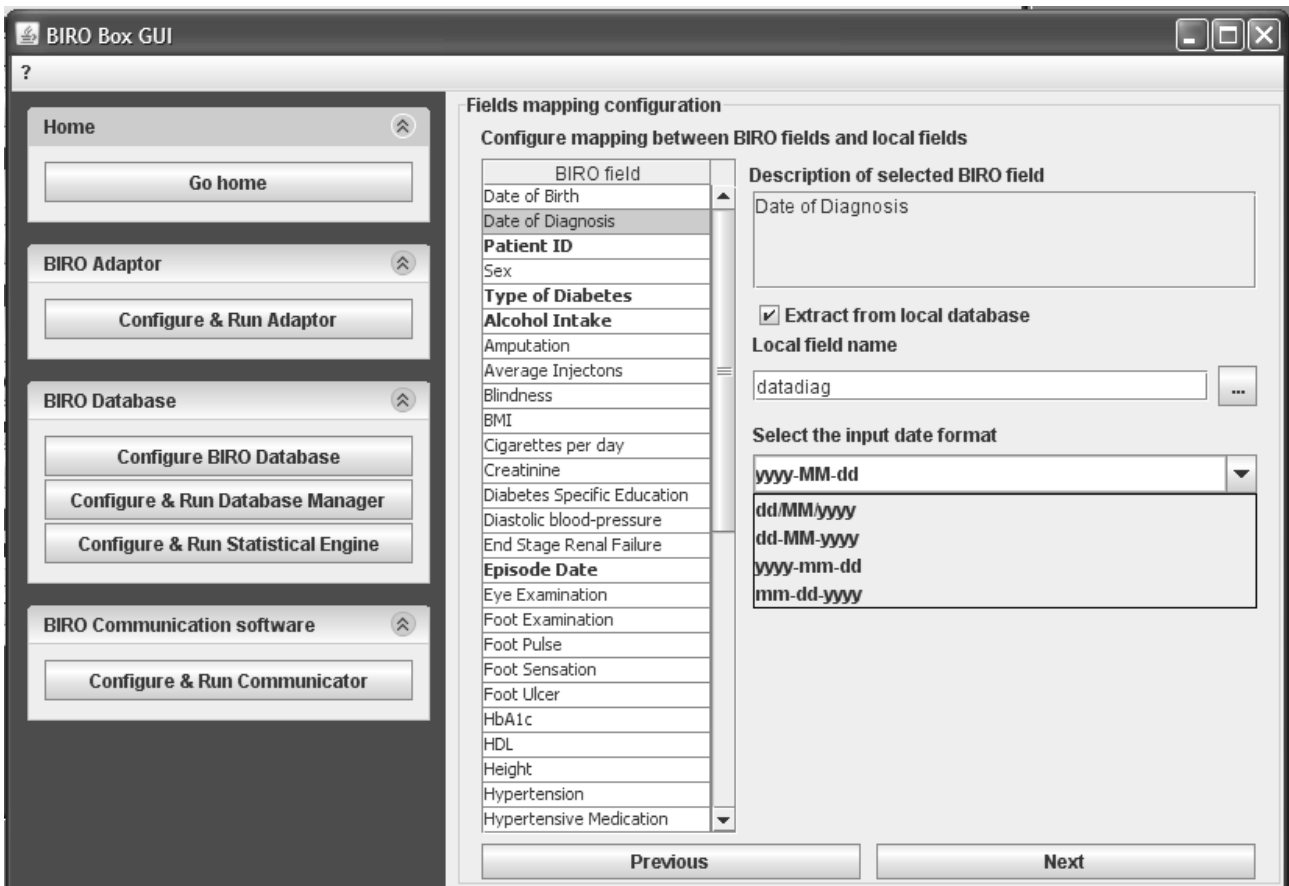 BIRO Box GUI
?
Home
Go home
BIRO Adaptor
Configure & Run Adaptor
BIRO Database
Configure BIRO Database
Configure & Run Database Manager
Configure & Run Statistical Engine
BIRO Communication software
Configure & Run Communicator
Fields mapping configuration
Configure mapping between BIRO fields and local fields
BIRO field
Date of Birth
Date of Diagnosis
Patient ID
Sex
Type of Diabetes
Alcohol Intake
Amputation
Average Injectons
Blindness
BMI
Cigarettes per day
Creatinine
Diabetes Specific Education
Diastolic blood-pressure
End Stage Renal Failure
Episode Date
Eye Examination
Foot Examination
Foot Pulse
Foot Sensation
Foot Ulcer
HbA1c
HDL
Height
Hypertension
Hypertensive Medication
Description of selected BIRO field
Date of Diagnosis
Extract from local database
Local field name
datadiag
...
Select the input date format
yyyy-MM-dd
dd/MM/yyyy
dd-MM-yyyy
yyyy-mm-dd
mm-dd-yyyy
Previous
Next